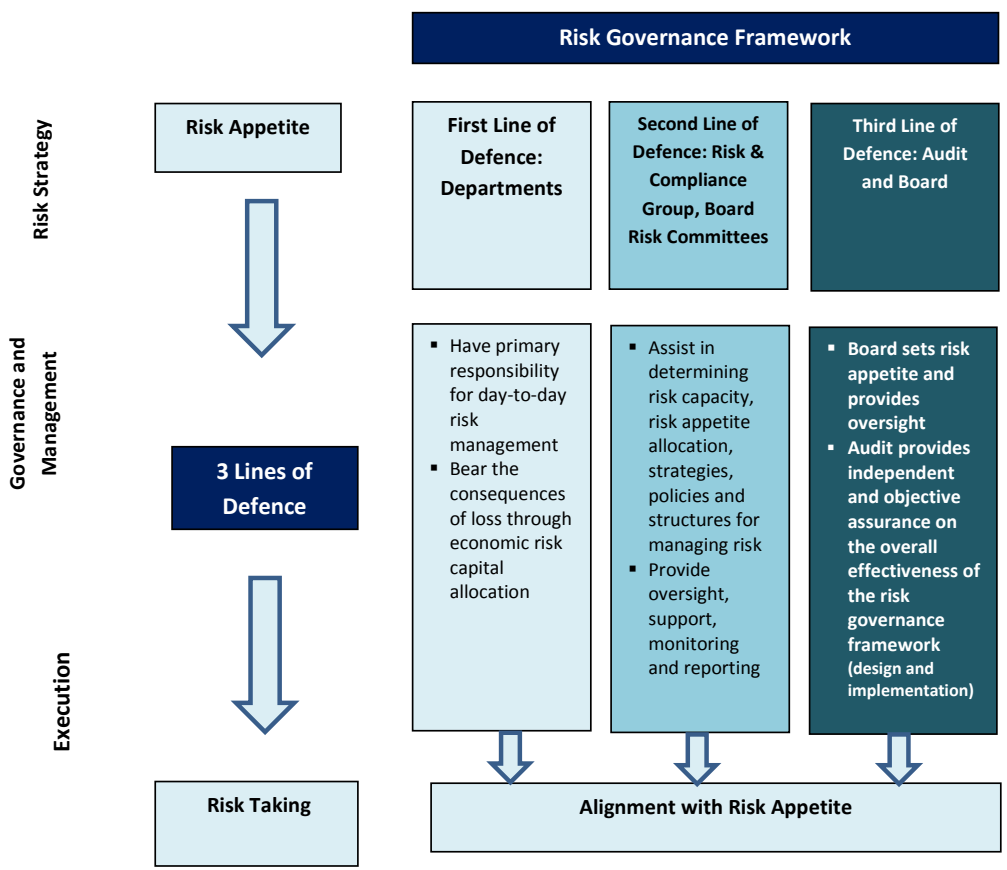 Risk Governance Framework
Risk Strategy
Risk Appetite
First Line of
Defence:
Departments
Second Line of
Defence: Risk &
Compliance
Group, Board
Risk Committees
Third Line of
Defence: Audit
and Board
Governance and
Management
3 Lines of
Defence
▪ Have primary
responsibility
for day-to-day
risk
management
▪ Bear the
consequences
of loss through
economic risk
capital
allocation
▪ Assist in
determining
risk capacity,
risk appetite
allocation,
strategies,
policies and
structures for
managing risk
▪ Provide
oversight,
support,
monitoring
and reporting
▪ Board sets risk
appetite and
provides
oversight
▪ Audit provides
independent
and objective
assurance on
the overall
effectiveness of
the risk
governance
framework
(design and
implementation)
Execution
Risk Taking
Alignment with Risk Appetite